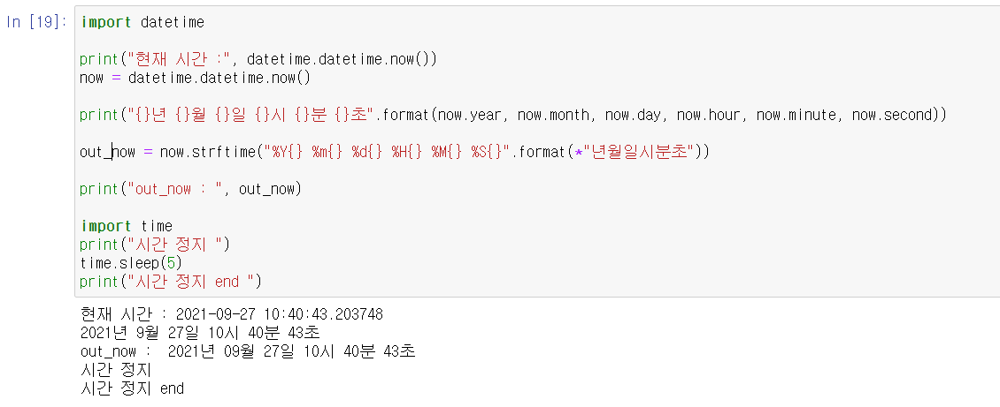 In [19]:
import datetime
print("현재 시간 :", datetime.datetime.now())
now = datetime.datetime.now()
print("{}년 {}월 {}일 {}시 {}분 {}초".format(now.year, now.month, now.day, now.hour, now.minute, now.second))
out_now = now.strftime("%Y{} %m{} %d{} %H{} %M{} %S{}".format(*"년월일시분초"))
print("out_now : ", out_now)
import time
print("시간 정지 ")
time.sleep(5)
print("시간 정지 end ")
현재 시간 : 2021-09-27 10:40:43.203748
2021년 9월 27일 10시 40분 43초
out_now :  2021년 09월 27일 10시 40분 43초
시간 정지
시간 정지 end